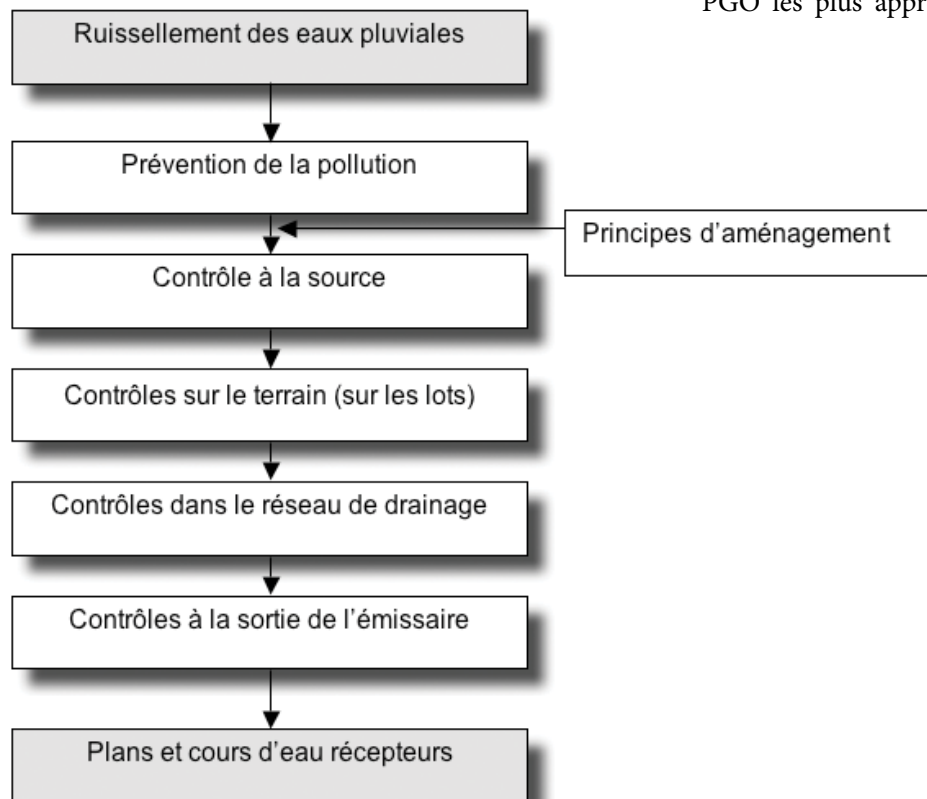 PGO les plus appr
Ruissellement des eaux pluviales
Prévention de la pollution
Principes d’aménagement
Contrôle à la source
Contrôles sur le terrain (sur les lots)
Contrôles dans le réseau de drainage
Contrôles à la sortie de l’émissaire
Plans et cours d’eau récepteurs